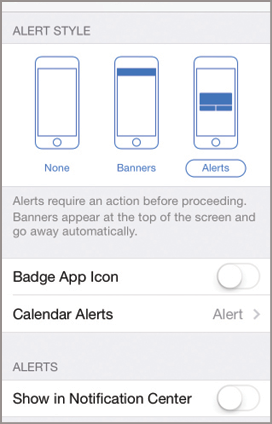 ALERT STYLE
None Banners Alerts
Alerts require an action before proceeding.
Banners appear at the top of the screen and
go away automatically.
Badge App Icon
Calendar Alerts Alert
ALERTS
Show in Notification Center